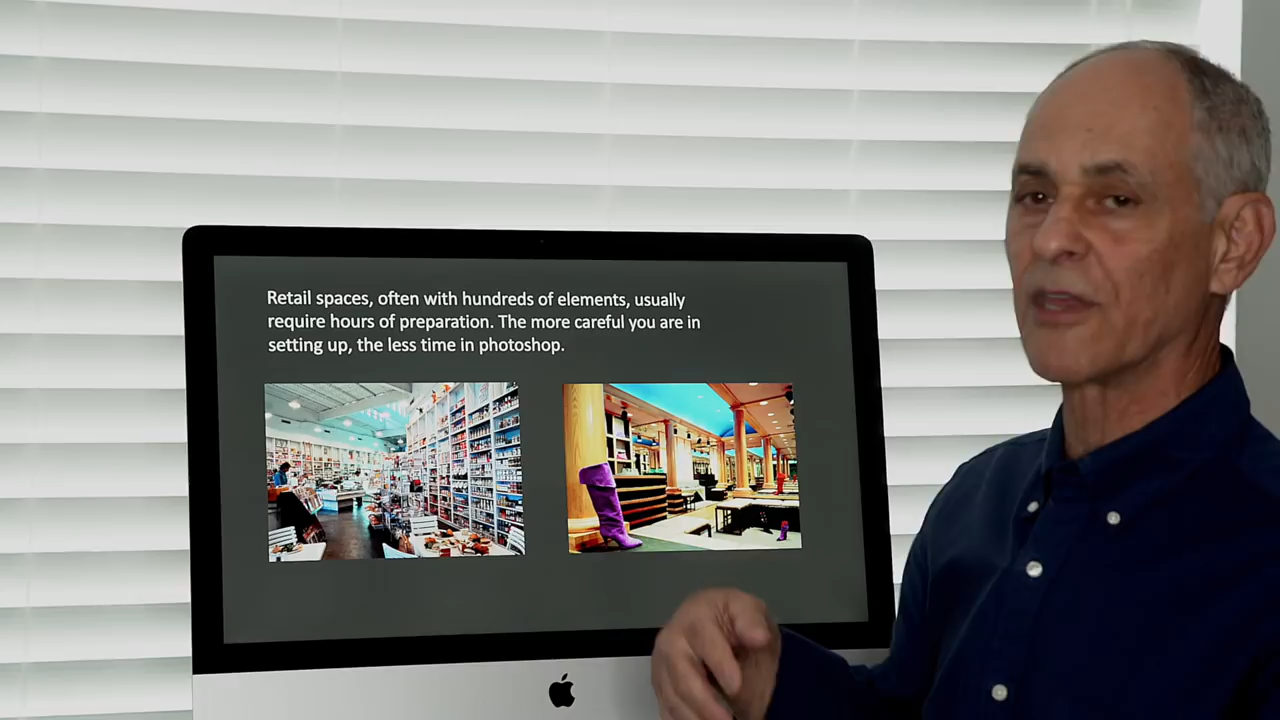 Retail spaces, often with hundreds of elements, usually
require hours of preparation. The more careful you are in
setting up, the less time in photoshop.